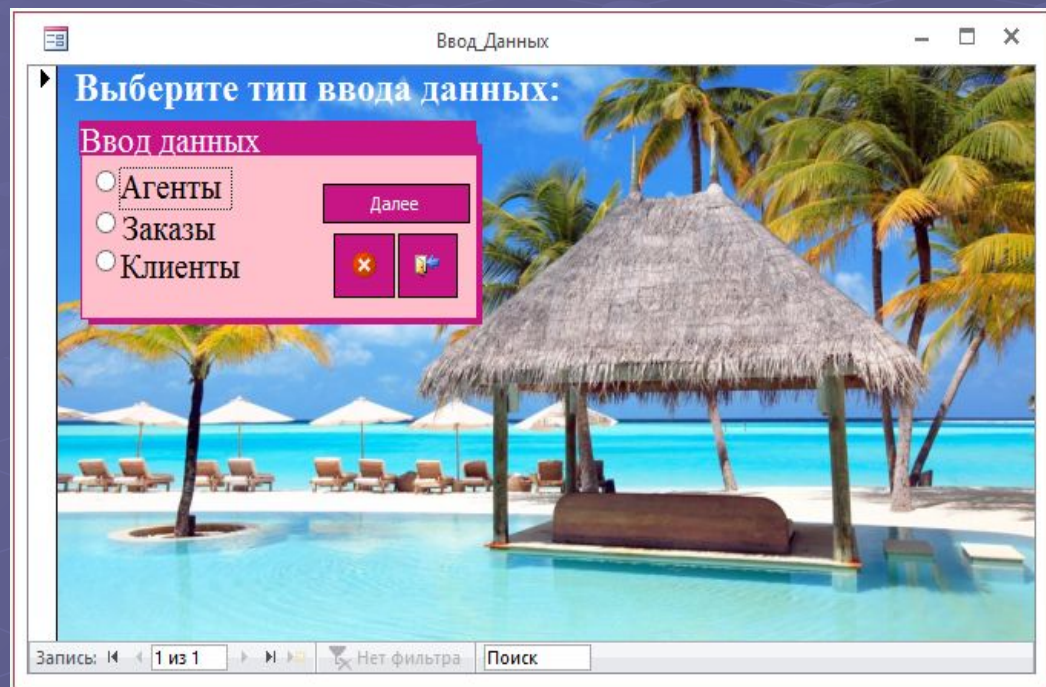 Ввод_Данных
Выберите тип ввода данных:
Ввод данных
Агенты
Далее
Заказы
Клиенты
Запись: 1 из 1 Нет фильтра Поиск